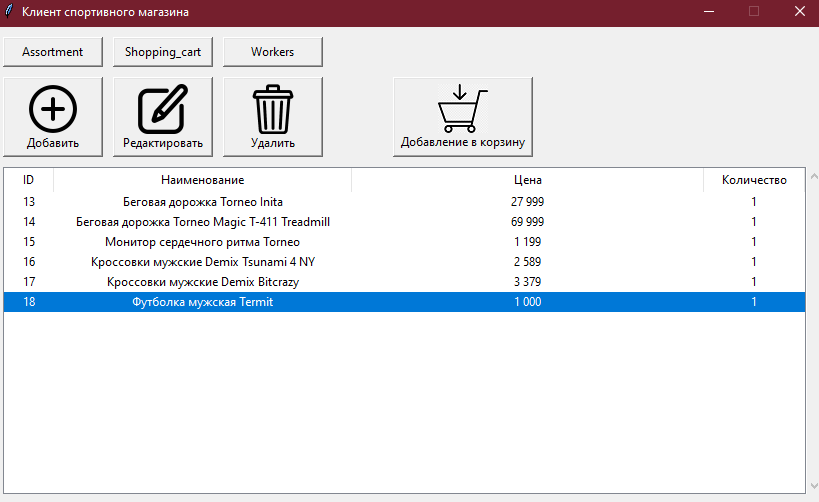 Клиент спортивного магазина
Assortment Shopping_cart Workers
Добавить Редактировать Удалить Добавление в корзину
ID Наименование Цена Количество
13 Беговая дорожка Torneo Inita 27 999 1
14 Беговая дорожка Torneo Magic T-411 Treadmill 69 999 1
15 Монитор сердечного ритма Torneo 1 199 1
16 Кроссовки мужские Demix Tsunami 4 NY 2 589 1
17 Кроссовки мужские Demix Bitcrazy 3 379 1
18 Футболка мужская Termit 1 000 1